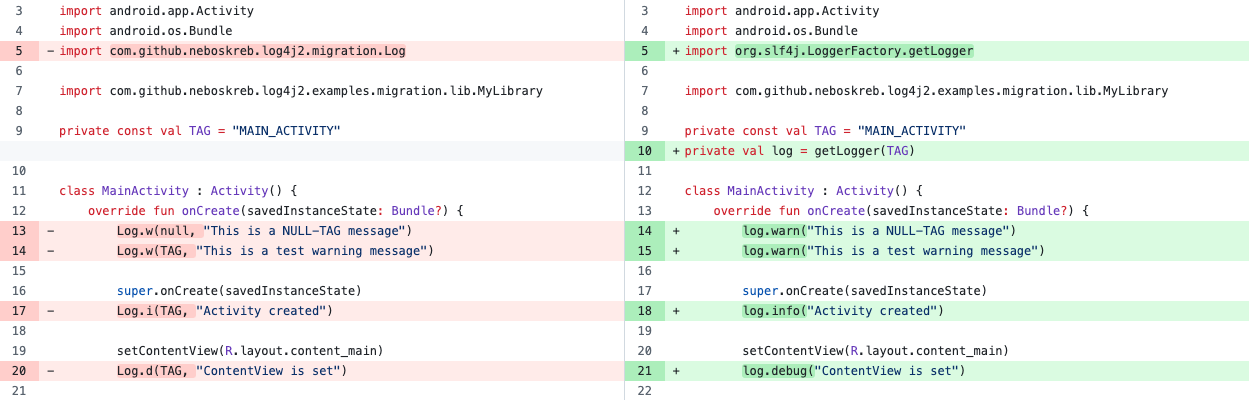 3 import android.app.Activity
4 import android.os.Bundle
5 − import com.github.neboskreb.log4j2.migration.Log
6
7 import com.github.neboskreb.log4j2.examples.migration.lib.MyLibrary
8
9 private const val TAG = "MAIN_ACTIVITY"
10
11 class MainActivity : Activity() {
12 override fun onCreate(savedInstanceState: Bundle?) {
13 − Log.w(null, "This is a NULL-TAG message")
14 − Log.w(TAG, "This is a test warning message")
15
16 super.onCreate(savedInstanceState)
17 − Log.i(TAG, "Activity created")
18
19 setContentView(R.layout.content_main)
20 − Log.d(TAG, "ContentView is set")
21
3 import android.app.Activity
4 import android.os.Bundle
5 + import org.slf4j.LoggerFactory.getLogger
6
7 import com.github.neboskreb.log4j2.examples.migration.lib.MyLibrary
8
9 private const val TAG = "MAIN_ACTIVITY"
10 + private val log = getLogger(TAG)
11
12 class MainActivity : Activity() {
13 override fun onCreate(savedInstanceState: Bundle?) {
14 + log.warn("This is a NULL-TAG message")
15 + log.warn("This is a test warning message")
16
17 super.onCreate(savedInstanceState)
18 + log.info("Activity created")
19
20 setContentView(R.layout.content_main)
21 + log.debug("ContentView is set")
22